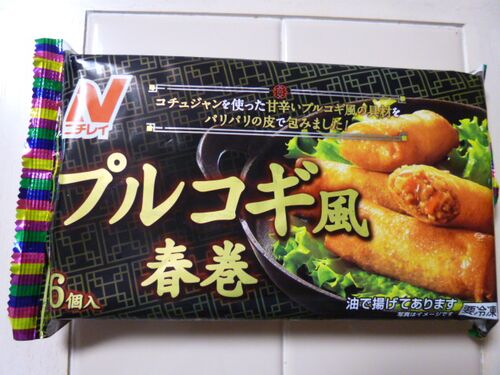 N
ニチレイ
コチュジャンを使った甘辛いプルコギ風の具材を
パリパリの皮で包みました!
プルコギ風
春巻
6個入
油で揚げてあります
写真はイメージです
要冷凍